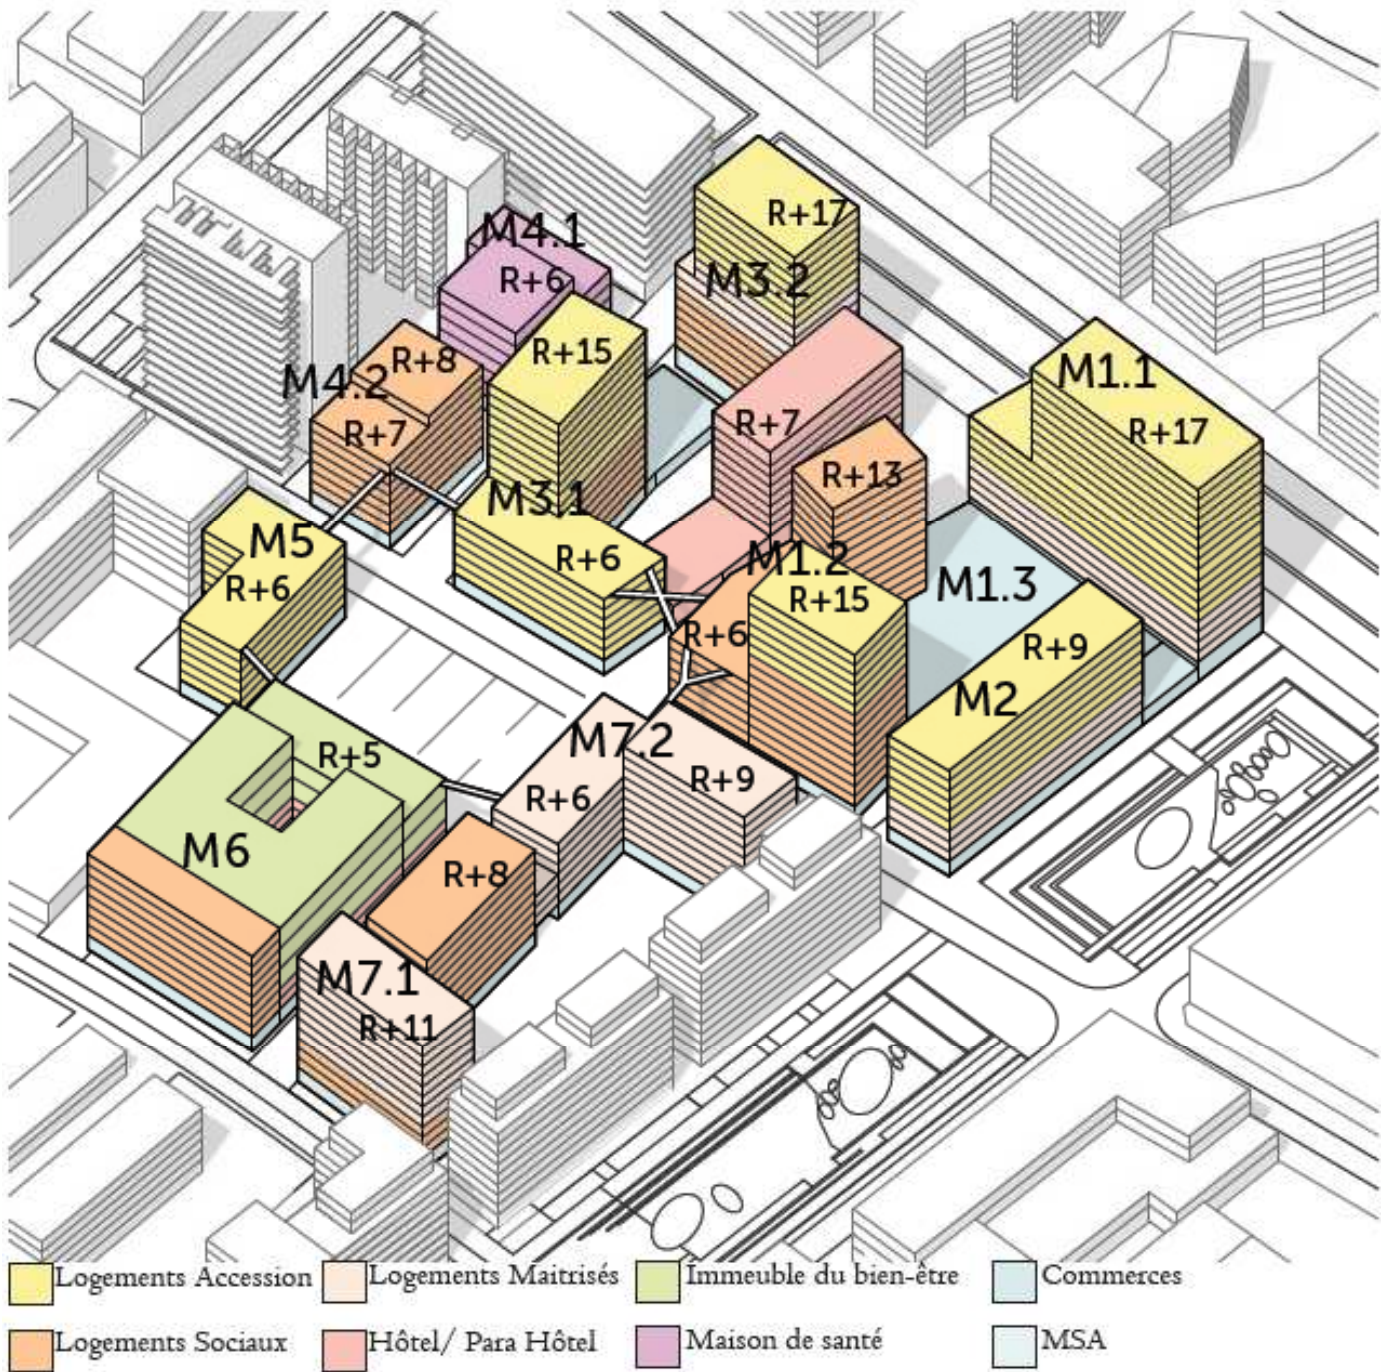 R+17
M4.1
M3.2
R+6
R+15
R+8
M1.1
M4.2
R+7
R+7
R+17
R+13
M3.1
M5
R+6
M1.2
M1.3
R+6
R+15
R+6
R+9
M2
M7.2
R+5
R+9
R+6
M6
R+8
M7.1
R+11
Logements Accession Logements Maitrisés Immeuble du bien-être Commerces
Logements Sociaux Hôtel/ Para Hôtel Maison de santé MSA